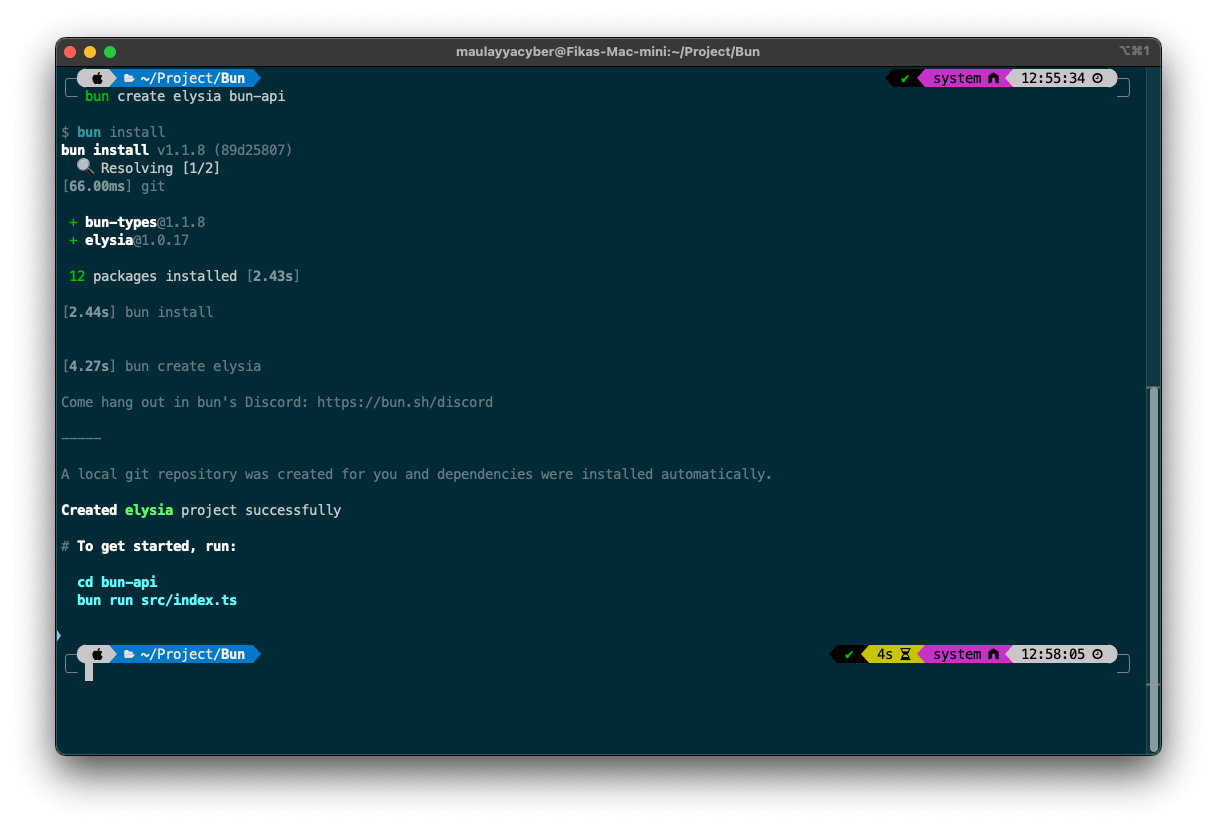 maulayyacyber@Fikas-Mac-mini:~/Project/Bun ⌥⌘1
~/Project/Bun ✔ system 12:55:34
bun create elysia bun-api
$ bun install
bun install v1.1.8 (89d25807)
🔍 Resolving [1/2]
[66.00ms] git
+ bun-types@1.1.8
+ elysia@1.0.17
12 packages installed [2.43s]
[2.44s] bun install
[4.27s] bun create elysia
Come hang out in bun's Discord: https://bun.sh/discord
-----
A local git repository was created for you and dependencies were installed automatically.
Created elysia project successfully
# To get started, run:
cd bun-api
bun run src/index.ts
~/Project/Bun ✔ 4s system 12:58:05